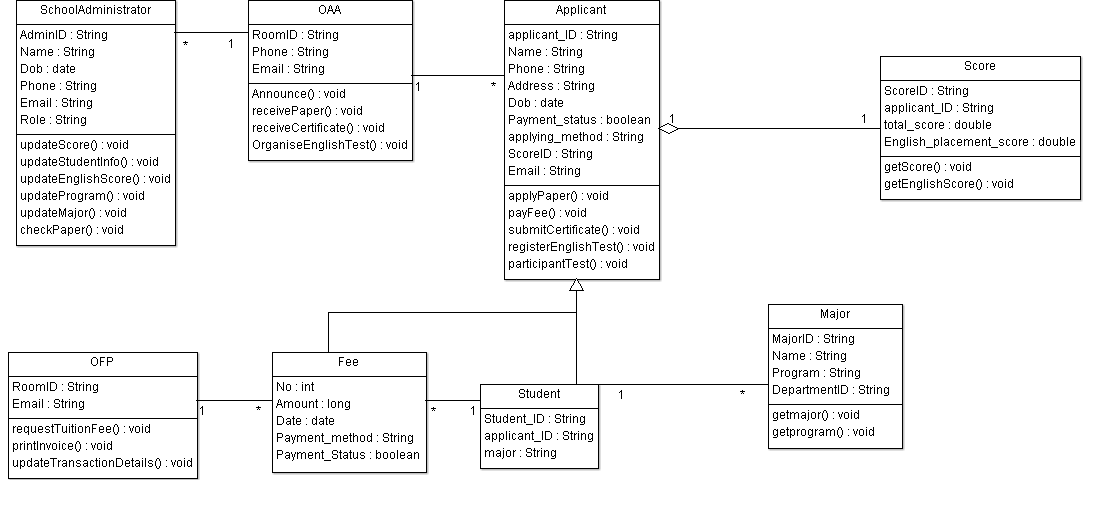 SchoolAdministrator
AdminID : String
Name : String
Dob : date
Phone : String
Email : String
Role : String
updateScore() : void
updateStudentInfo() : void
updateEnglishScore() : void
updateProgram() : void
updateMajor() : void
checkPaper() : void
*
1
OAA
RoomID : String
Phone : String
Email : String
Announce() : void
receivePaper() : void
receiveCertificate() : void
OrganiseEnglishTest() : void
1
*
Applicant
applicant_ID : String
Name : String
Phone : String
Address : String
Dob : date
Payment_status : boolean
applying_method : String
ScoreID : String
Email : String
applyPaper() : void
payFee() : void
submitCertificate() : void
registerEnglishTest() : void
participantTest() : void
1
1
Score
ScoreID : String
applicant_ID : String
total_score : double
English_placement_score : double
getScore() : void
getEnglishScore() : void
OFP
RoomID : String
Email : String
requestTuitionFee() : void
printInvoice() : void
updateTransactionDetails() : void
1
*
Fee
No : int
Amount : long
Date : date
Payment_method : String
Payment_Status : boolean
*
1
Student
Student_ID : String
applicant_ID : String
major : String
1
*
Major
MajorID : String
Name : String
Program : String
DepartmentID : String
getmajor() : void
getprogram() : void